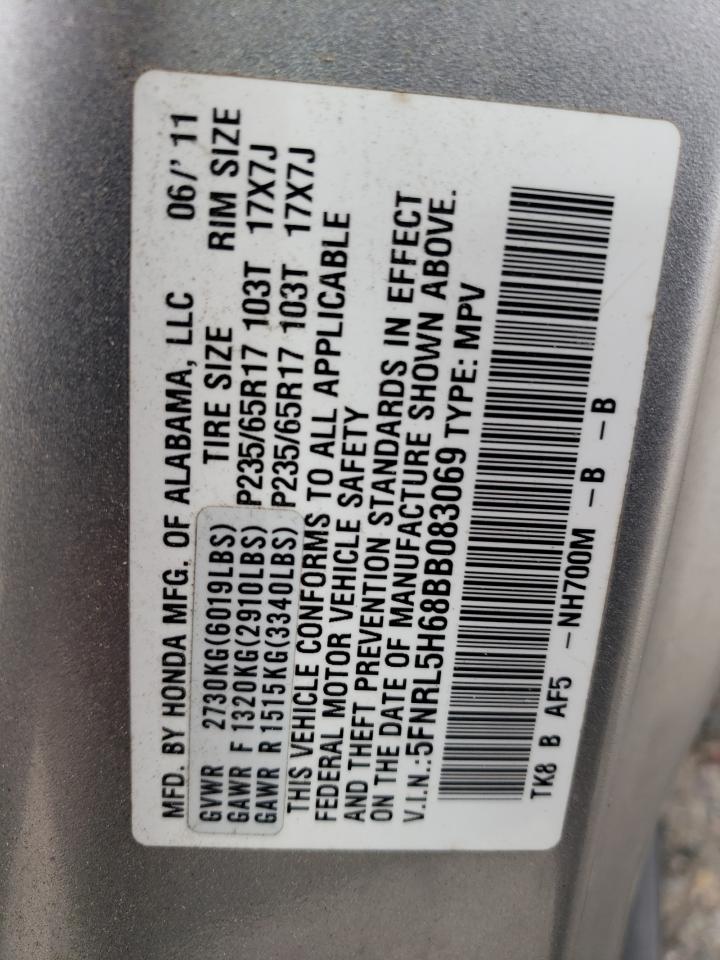 MFD. BY HONDA MFG. OF ALABAMA, LLC 06/' 11
GVWR 2730KG(6019LBS) TIRE SIZE RIM SIZE
GAWR F 1320KG(2910LBS) P235/65R17 103T 17X7J
GAWR R 1515KG(3340LBS) P235/65R17 103T 17X7J
THIS VEHICLE CONFORMS TO ALL APPLICABLE
FEDERAL MOTOR VEHICLE SAFETY
AND THEFT PREVENTION STANDARDS IN EFFECT
ON THE DATE OF MANUFACTURE SHOWN ABOVE.
V.I.N.:5FNRL5H68BB083069 TYPE: MPV
TK8 B AF5 -NH700M -B -B